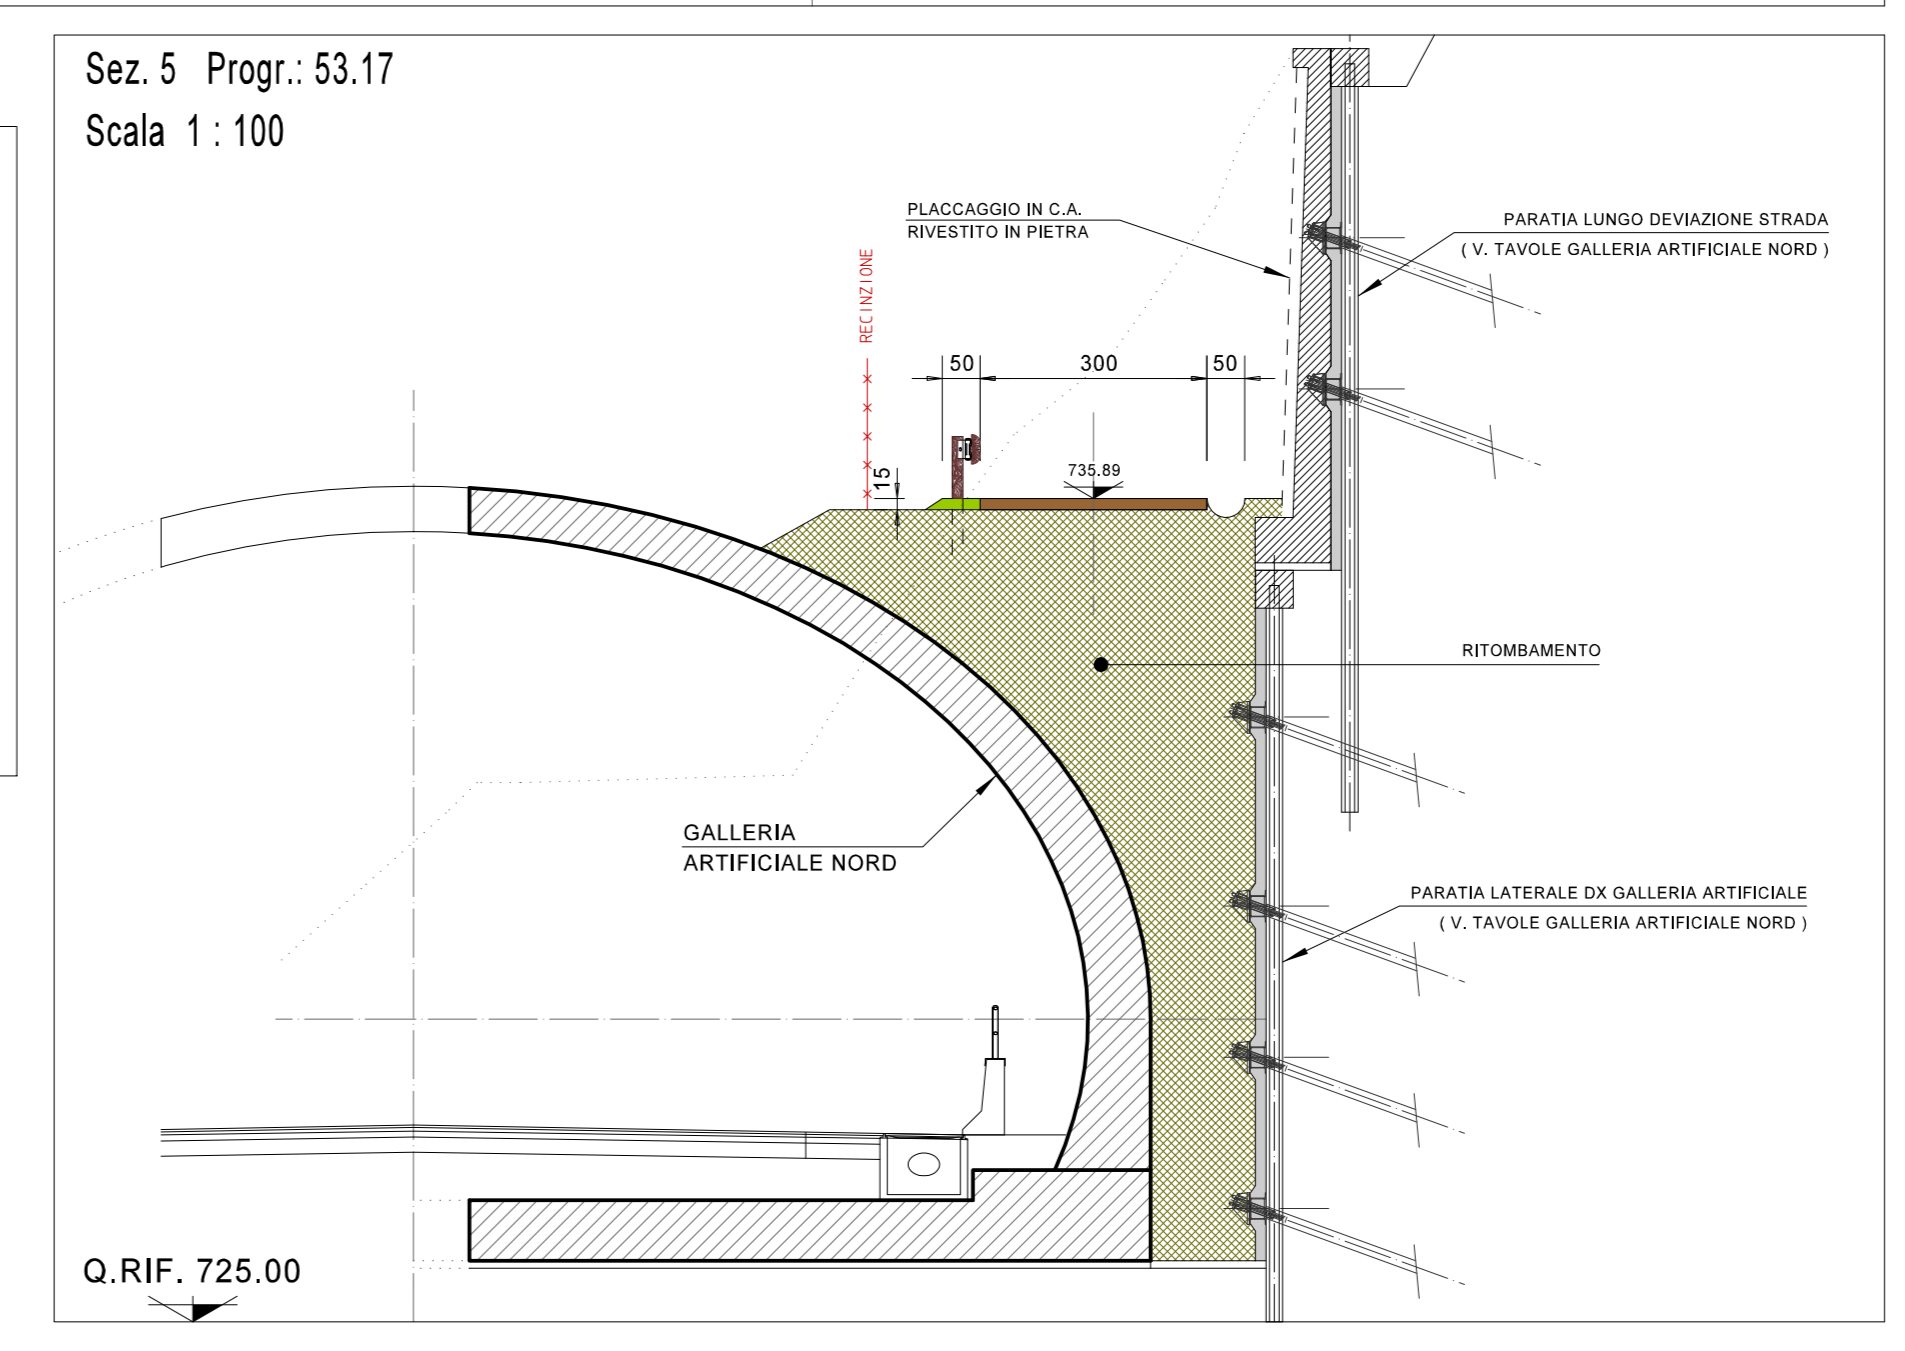 Sez. 5 Progr.: 53.17
Scala 1 : 100
PLACCAGGIO IN C.A.
RIVESTITO IN PIETRA
PARATIA LUNGO DEVIAZIONE STRADA
( V. TAVOLE GALLERIA ARTIFICIALE NORD )
RECINZIONE
50
300
50
15
735.89
RITOMBAMENTO
GALLERIA
ARTIFICIALE NORD
PARATIA LATERALE DX GALLERIA ARTIFICIALE
( V. TAVOLE GALLERIA ARTIFICIALE NORD )
Q.RIF. 725.00